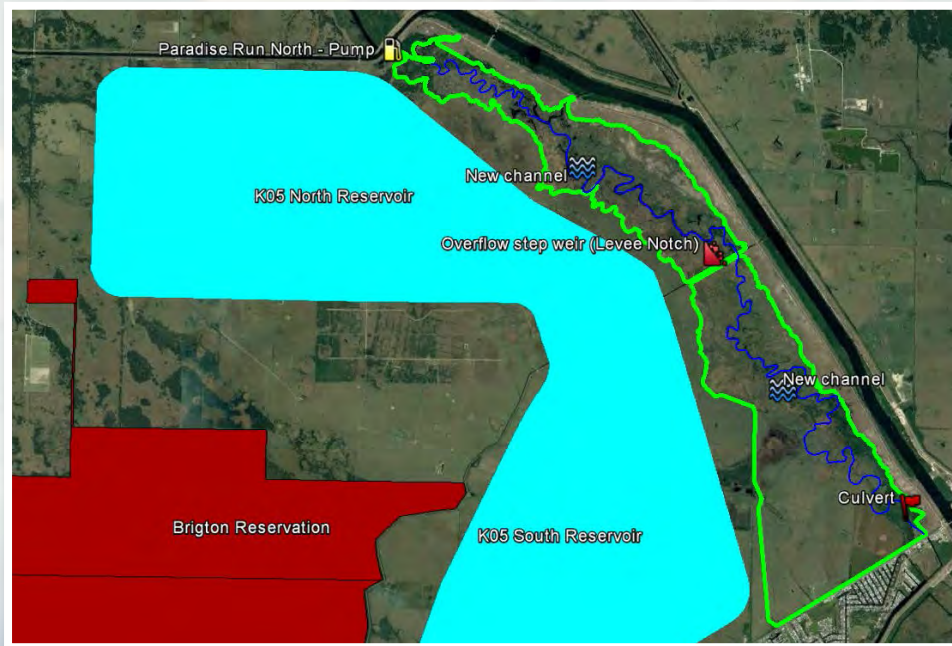 Paradise Run North - Pump
New channel
K05 North Reservoir
Overflow step weir (Levee Notch)
New channel
Culvert
Brigton Reservation
K05 South Reservoir